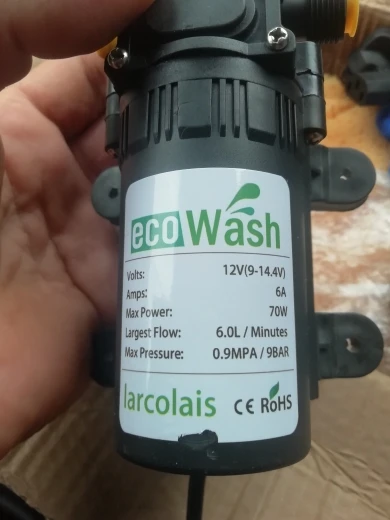 ecoWash
Volts: 12V(9-14.4V)
Amps: 6A
Max Power: 70W
Largest Flow: 6.0L / Minutes
Max Pressure: 0.9MPA / 9BAR
larcolais CE RoHS